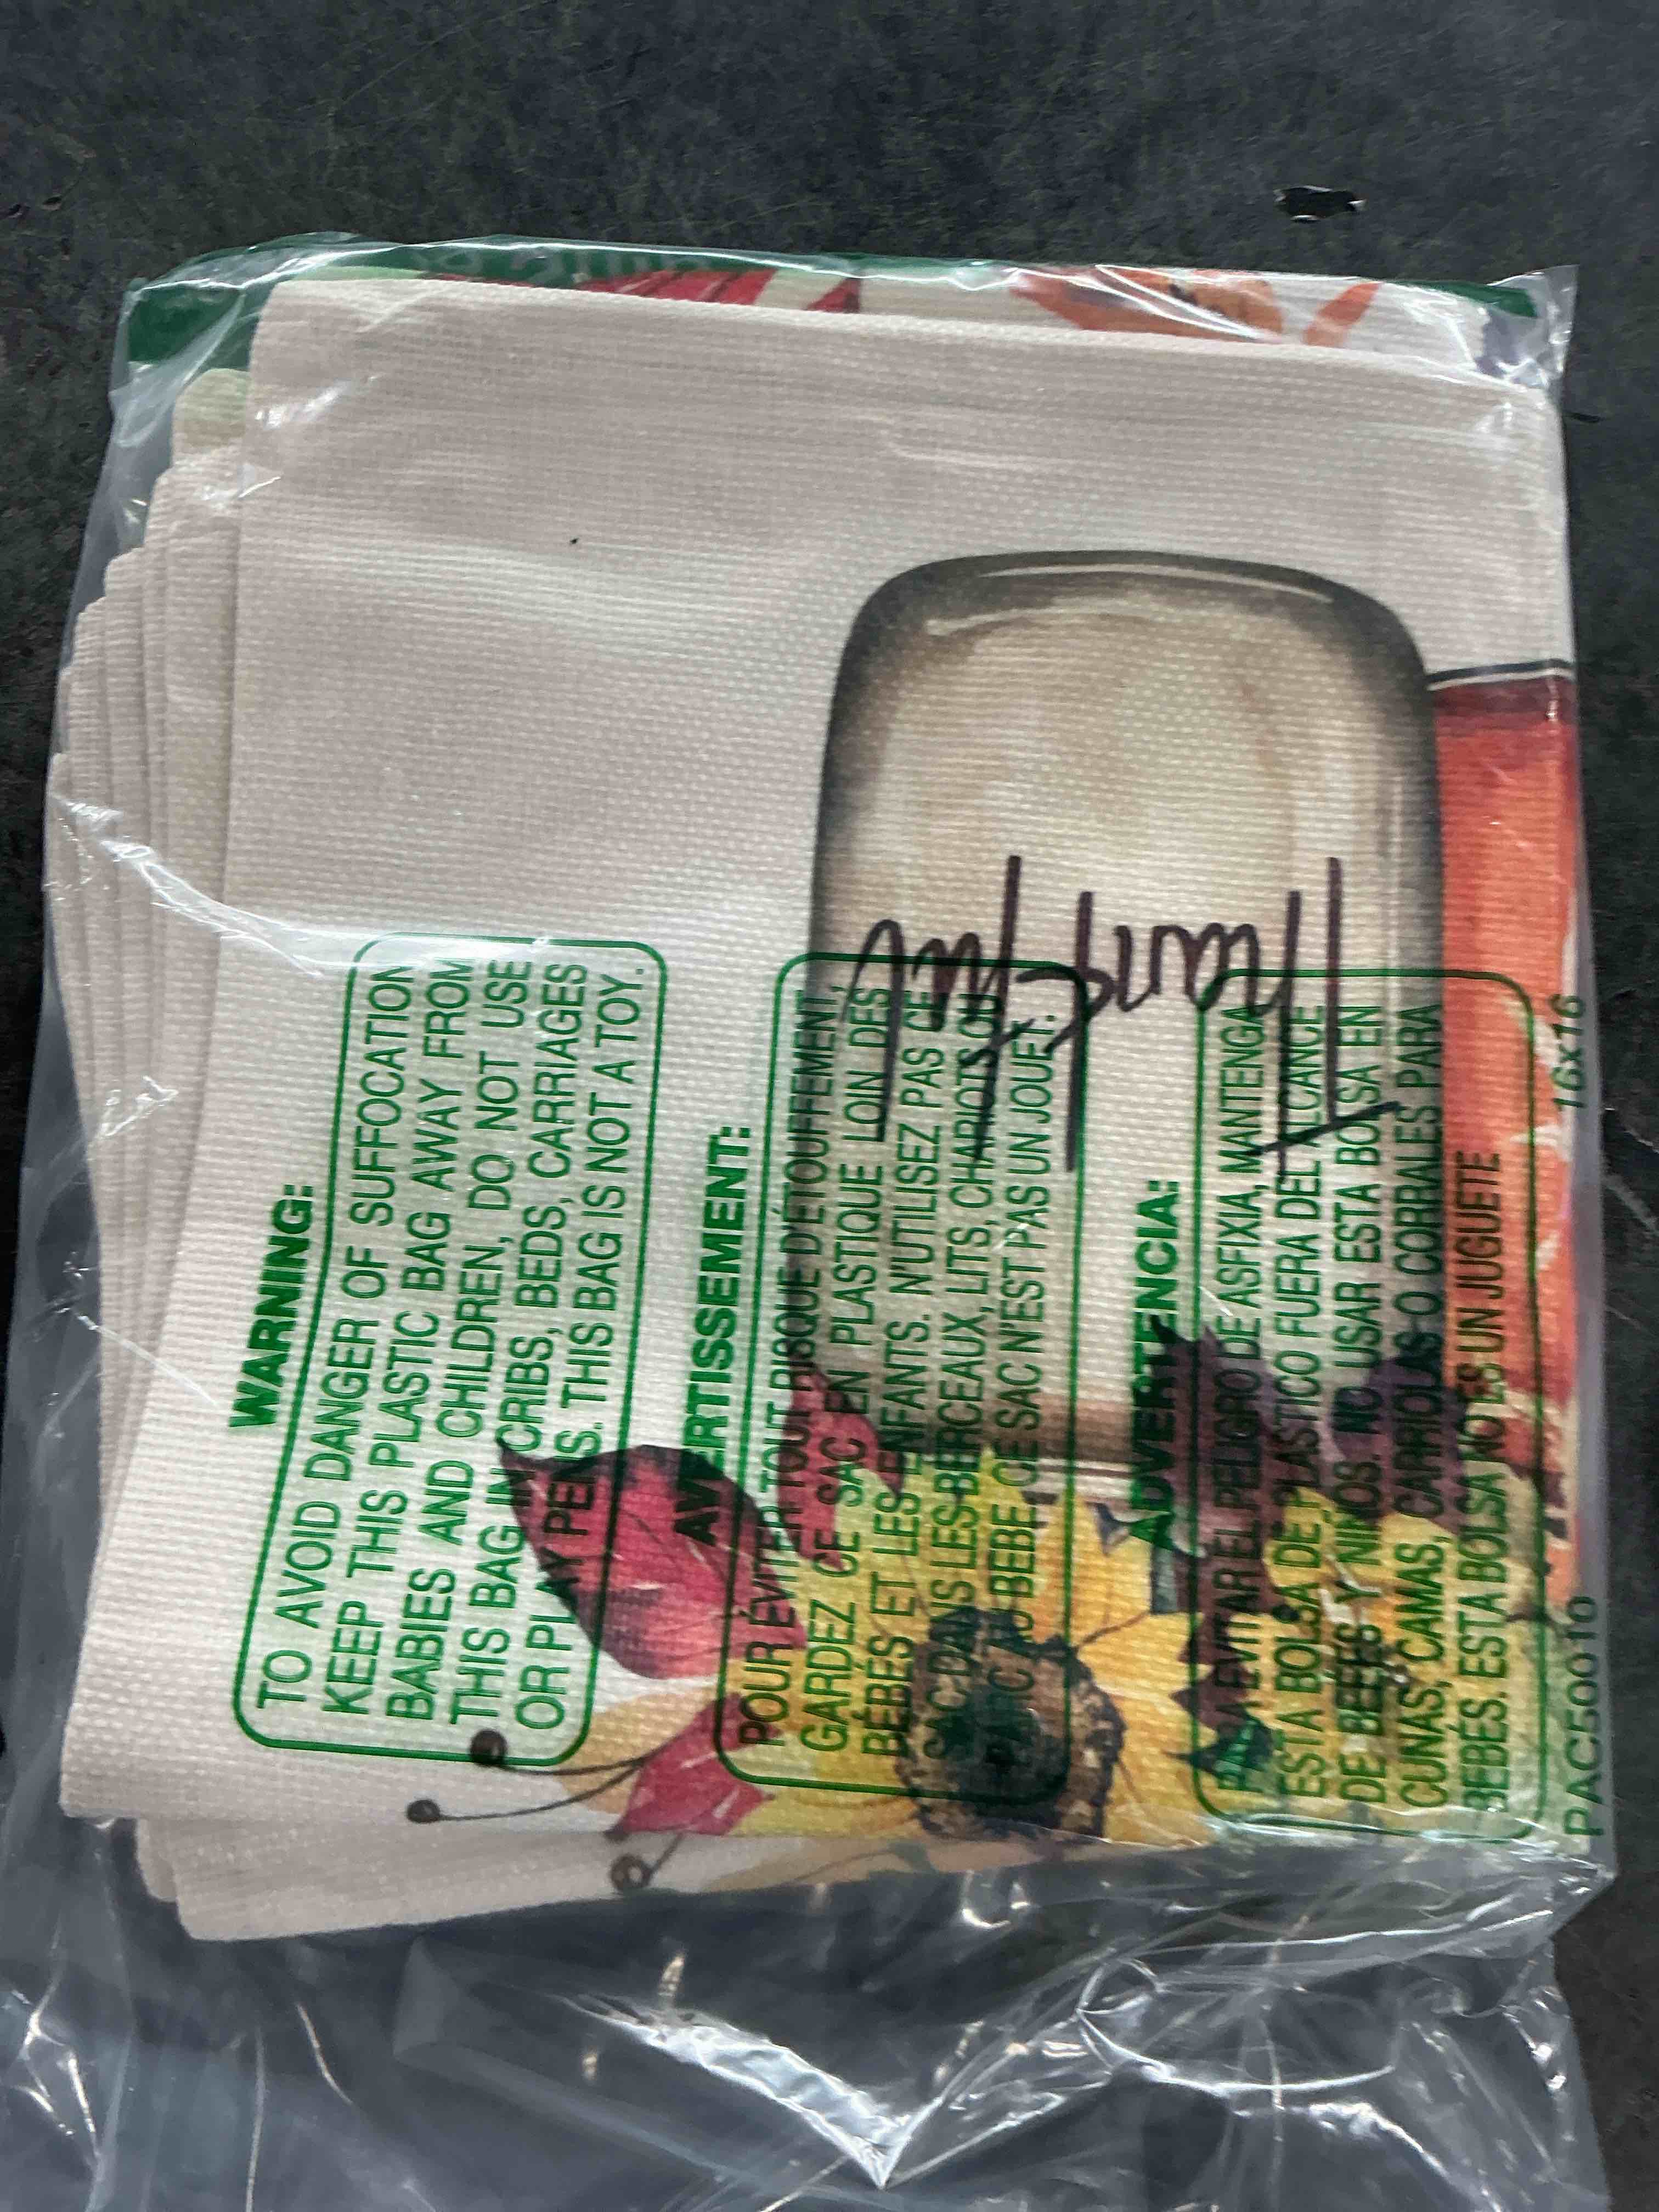 WARNING:
TO AVOID DANGER OF SUFFOCATION
KEEP THIS PLASTIC BAG AWAY FROM
BABIES AND CHILDREN, DO NOT USE
THIS BAG IN CRIBS, BEDS, CARRIAGES
OR PLAY PENS. THIS BAG IS NOT A TOY.
AVERTISSEMENT:
POUR ÉVITER TOUT RISQUE D'ÉTOUFFEMENT,
GARDEZ CE SAC EN PLASTIQUE LOIN DES
BÉBÉS ET LES ENFANTS. N'UTILISEZ PAS CE
SAC DANS LES BERCEAUX, LITS, CHARIOTS OU
PARC AU BEBE. CE SAC N'EST PAS UN JOUET.
ADVERTENCIA:
PARA EVITAR EL PELIGRO DE ASFIXIA, MANTENGA
ESTA BOLSA DE PLASTICO FUERA DEL ALCANCE
DE BEBES Y NIÑOS. NO USAR ESTA BOLSA EN
CUNAS, CAMAS, CARRIOLAS O CORRALES PARA
BEBÉS. ESTA BOLSA NO ES UN JUGUETE
PAC50010
16x16
Thankful